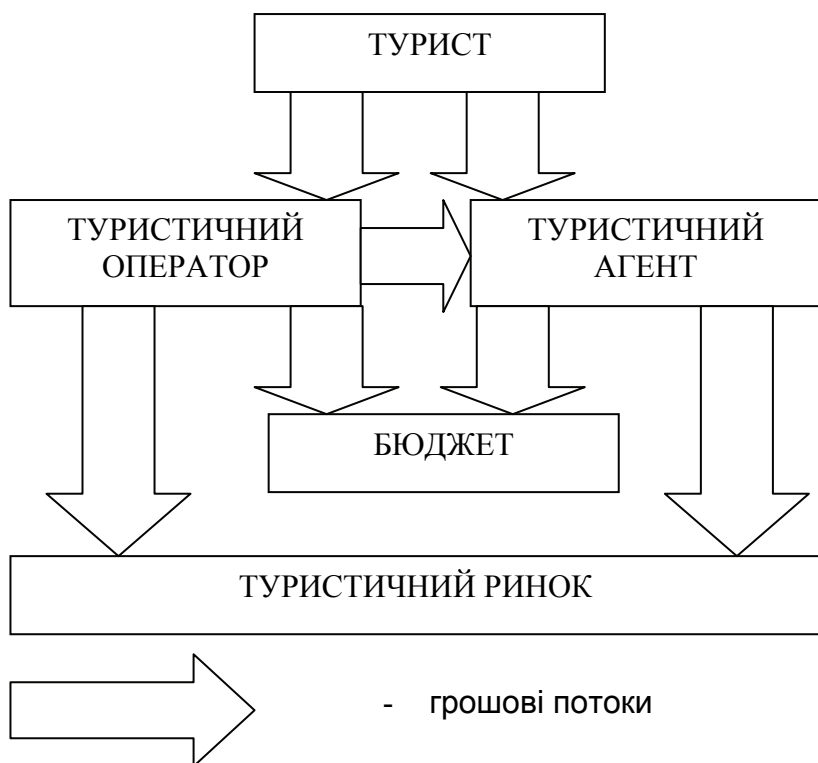 ТУРИСТ
ТУРИСТИЧНИЙ
ОПЕРАТОР
ТУРИСТИЧНИЙ
АГЕНТ
БЮДЖЕТ
ТУРИСТИЧНИЙ РИНОК
- грошові потоки